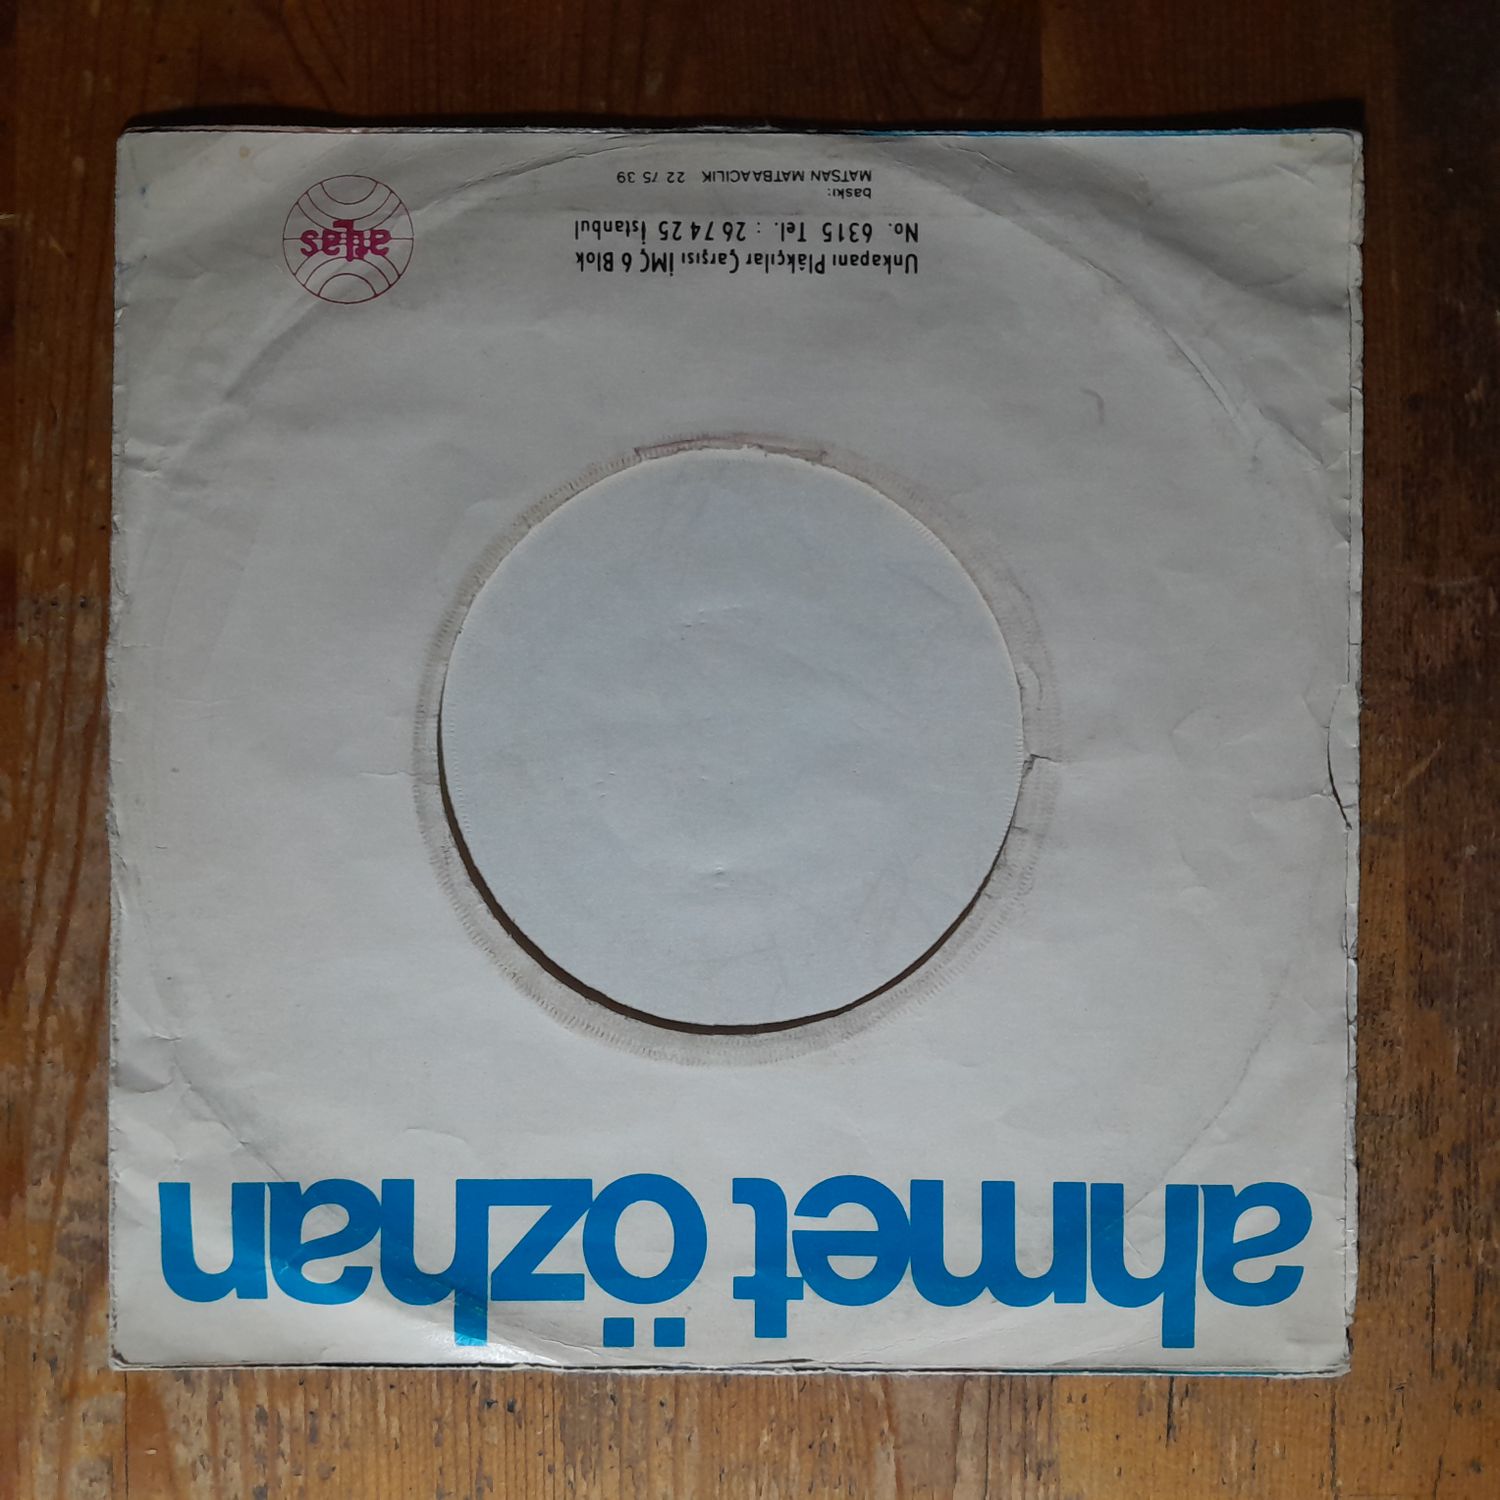 ahmet özhan
Unkapanı Plâkçılar Çarşısı İMÇ 6 Blok
No. 6315 Tel. : 26 74 25 İstanbul
baskı:
MATSAN MATBAACILIK 22 75 39
atlas